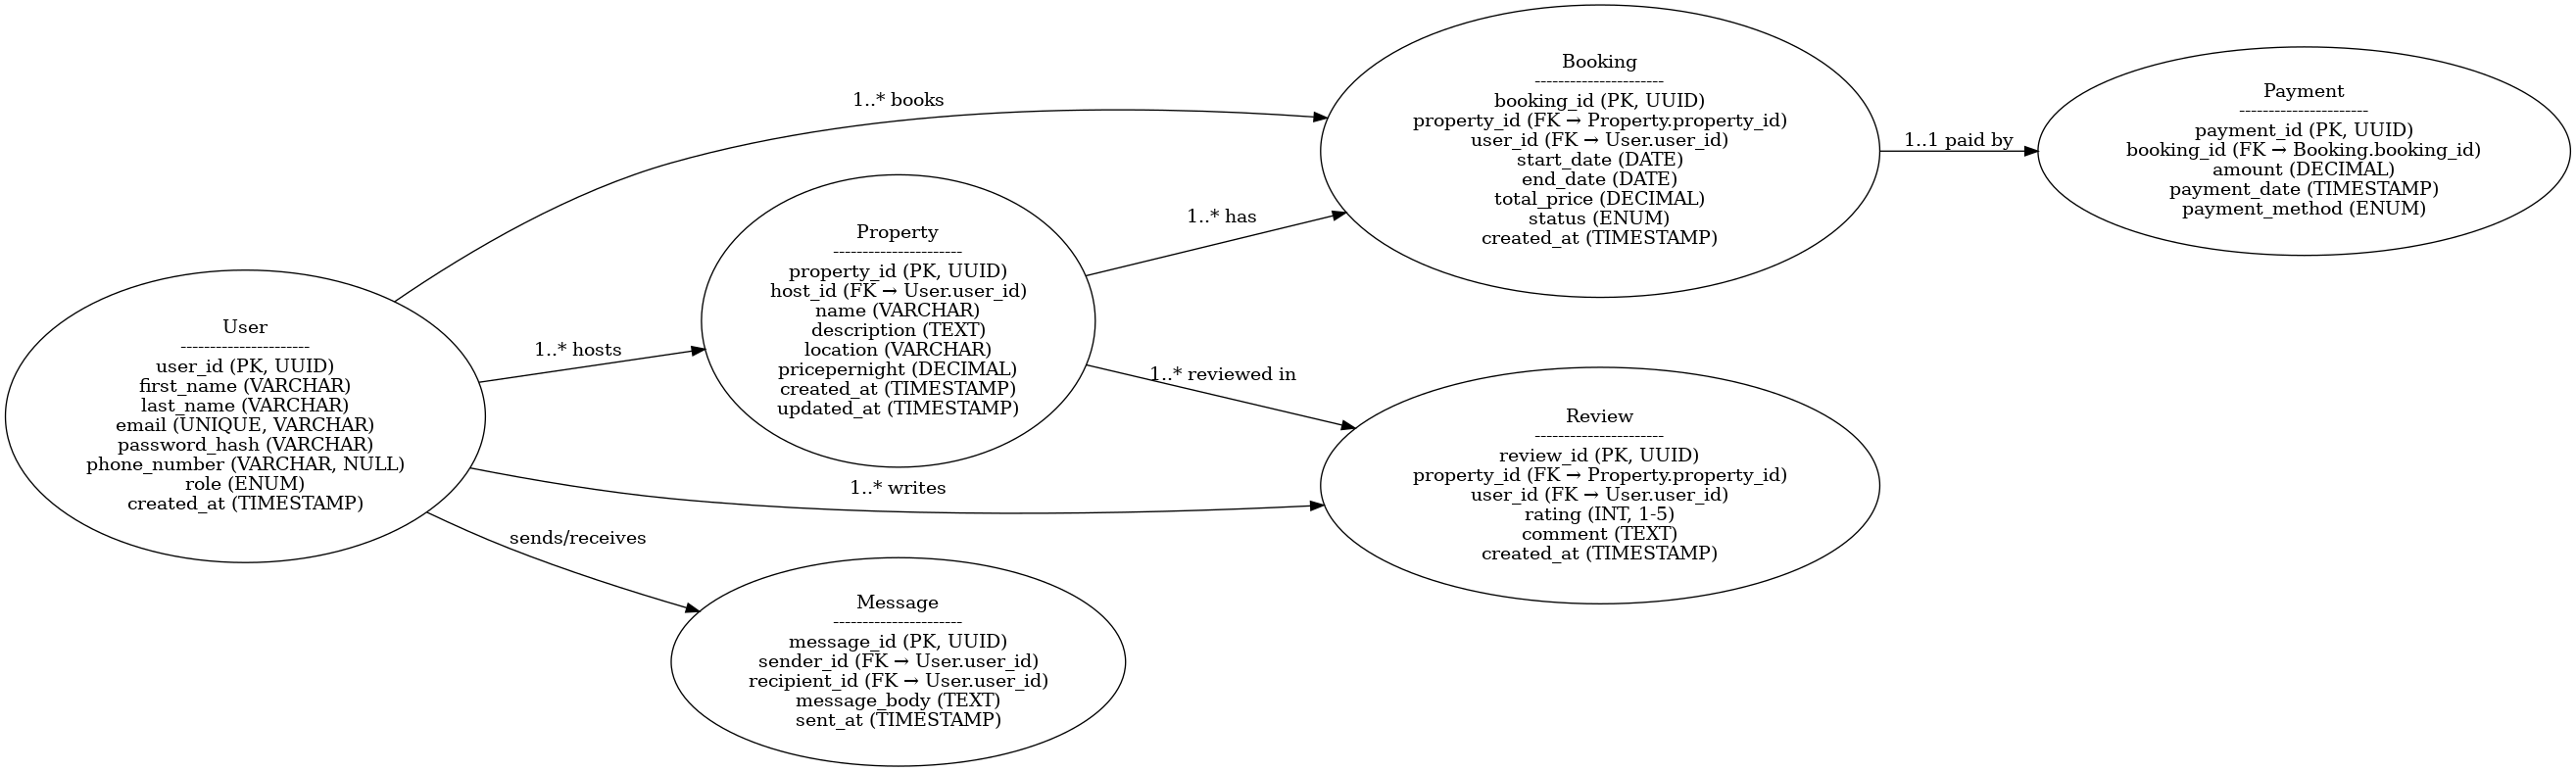 User
----------------------
user_id (PK, UUID)
first_name (VARCHAR)
last_name (VARCHAR)
email (UNIQUE, VARCHAR)
password_hash (VARCHAR)
phone_number (VARCHAR, NULL)
role (ENUM)
created_at (TIMESTAMP)
1..* books
1..* hosts
1..* writes
sends/receives
Property
----------------------
property_id (PK, UUID)
host_id (FK → User.user_id)
name (VARCHAR)
description (TEXT)
location (VARCHAR)
pricepernight (DECIMAL)
created_at (TIMESTAMP)
updated_at (TIMESTAMP)
1..* has
1..* reviewed in
Message
----------------------
message_id (PK, UUID)
sender_id (FK → User.user_id)
recipient_id (FK → User.user_id)
message_body (TEXT)
sent_at (TIMESTAMP)
Booking
----------------------
booking_id (PK, UUID)
property_id (FK → Property.property_id)
user_id (FK → User.user_id)
start_date (DATE)
end_date (DATE)
total_price (DECIMAL)
status (ENUM)
created_at (TIMESTAMP)
1..1 paid by
Review
----------------------
review_id (PK, UUID)
property_id (FK → Property.property_id)
user_id (FK → User.user_id)
rating (INT, 1-5)
comment (TEXT)
created_at (TIMESTAMP)
Payment
----------------------
payment_id (PK, UUID)
booking_id (FK → Booking.booking_id)
amount (DECIMAL)
payment_date (TIMESTAMP)
payment_method (ENUM)